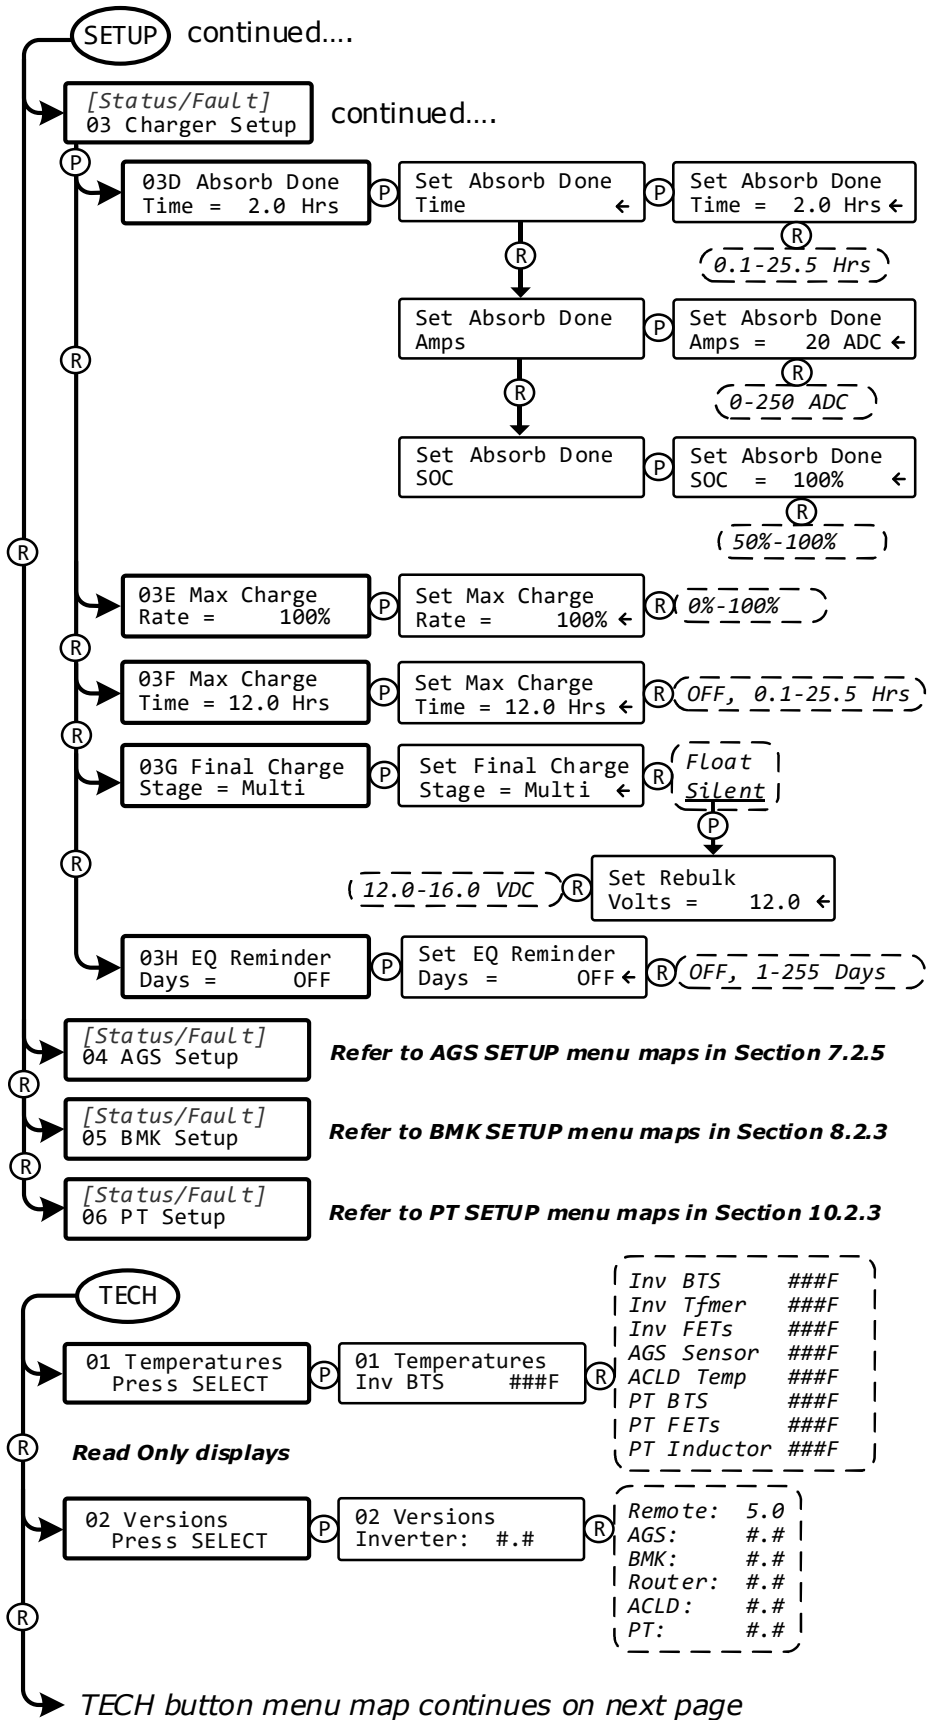 SETUP continued....
[Status/Fault]
03 Charger Setup
continued....
P
03D Absorb Done
Time = 2.0 Hrs
P
Set Absorb Done
Time ←
P
Set Absorb Done
Time = 2.0 Hrs ←
R
0.1-25.5 Hrs
R
Set Absorb Done
Amps
P
Set Absorb Done
Amps = 20 ADC ←
R
0-250 ADC
R
R
Set Absorb Done
SOC
P
Set Absorb Done
SOC = 100% ←
R
50%-100%
R
03E Max Charge
Rate = 100%
P
Set Max Charge
Rate = 100% ←
R
0%-100%
R
03F Max Charge
Time = 12.0 Hrs
P
Set Max Charge
Time = 12.0 Hrs ←
R
OFF, 0.1-25.5 Hrs
R
03G Final Charge
Stage = Multi
P
Set Final Charge
Stage = Multi ←
R
Float
Silent
P
R
12.0-16.0 VDC
R
Set Rebulk
Volts = 12.0 ←
03H EQ Reminder
Days = OFF
P
Set EQ Reminder
Days = OFF ←
R
OFF, 1-255 Days
[Status/Fault]
04 AGS Setup
Refer to AGS SETUP menu maps in Section 7.2.5
R
[Status/Fault]
05 BMK Setup
Refer to BMK SETUP menu maps in Section 8.2.3
R
[Status/Fault]
06 PT Setup
Refer to PT SETUP menu maps in Section 10.2.3
TECH
01 Temperatures
Press SELECT
P
01 Temperatures
Inv BTS ###F
R
Inv BTS ###F
Inv Tfmer ###F
Inv FETs ###F
AGS Sensor ###F
ACLD Temp ###F
PT BTS ###F
PT FETs ###F
PT Inductor ###F
R
Read Only displays
02 Versions
Press SELECT
P
02 Versions
Inverter: #.#
R
Remote: 5.0
AGS: #.#
BMK: #.#
Router: #.#
ACLD: #.#
PT: #.#
R
TECH button menu map continues on next page